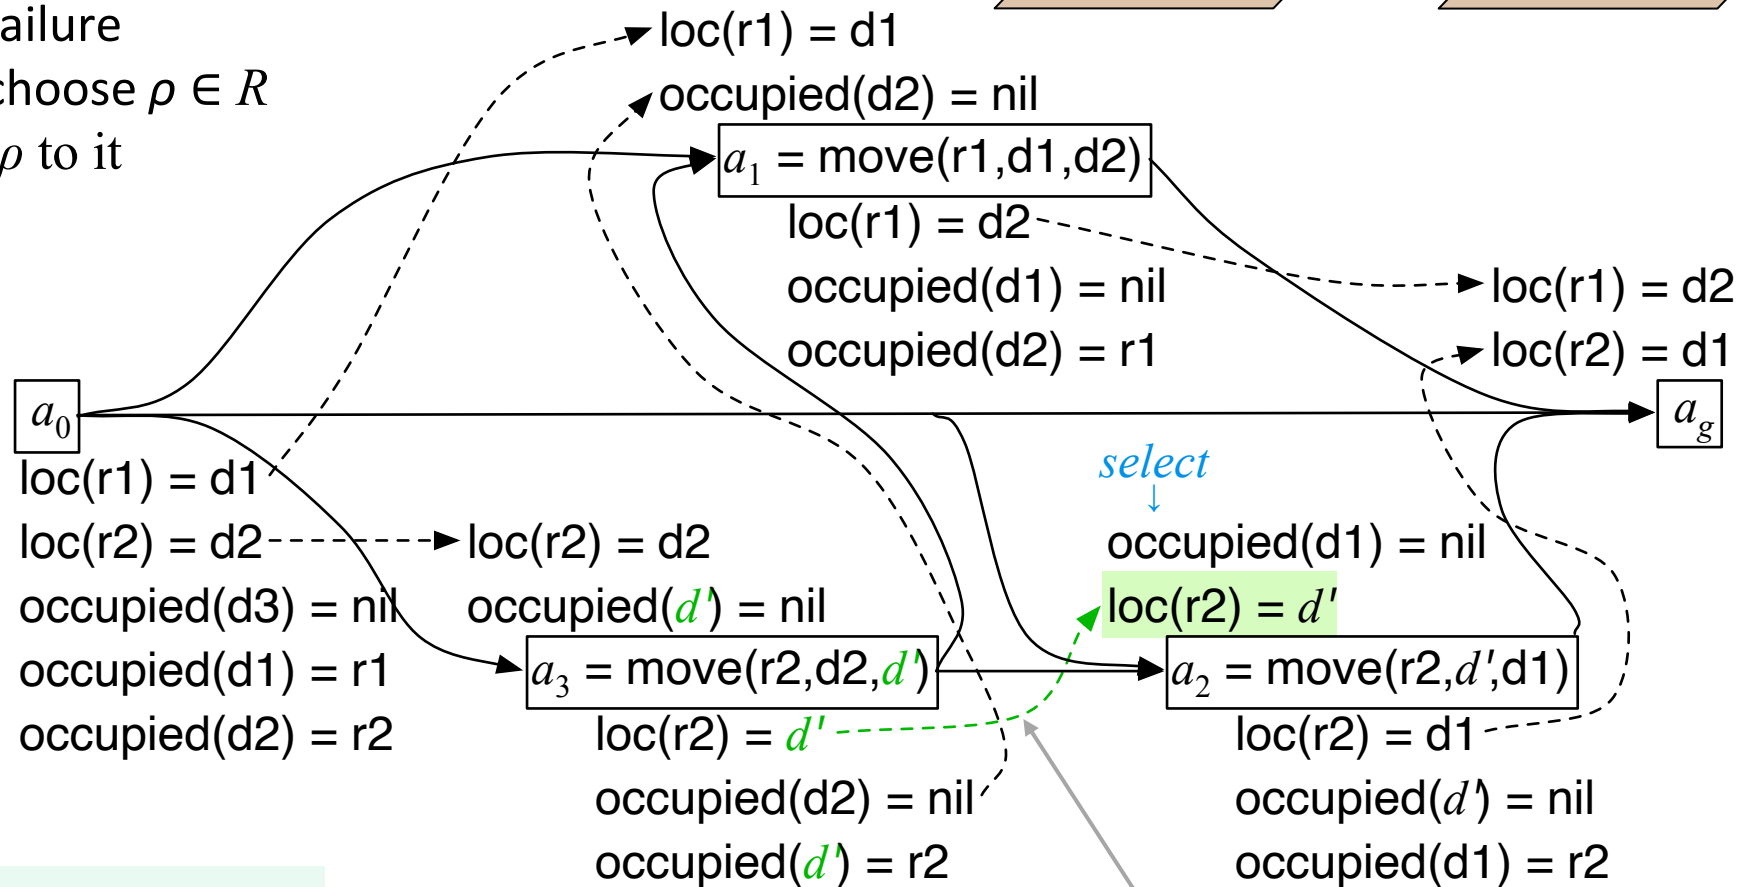 ailure
choose ρ ∈ R
ρ to it
loc(r1) = d1
occupied(d2) = nil
a₁ = move(r1,d1,d2)
loc(r1) = d2
occupied(d1) = nil
occupied(d2) = r1
loc(r1) = d2
loc(r2) = d1
a₀
a_g
loc(r1) = d1
loc(r2) = d2
occupied(d3) = nil
occupied(d1) = r1
occupied(d2) = r2
loc(r2) = d2
occupied(d') = nil
a₃ = move(r2,d2,d')
loc(r2) = d'
occupied(d2) = nil
occupied(d') = r2
select
↓
occupied(d1) = nil
loc(r2) = d'
a₂ = move(r2,d',d1)
loc(r2) = d1
occupied(d') = nil
occupied(d1) = r2